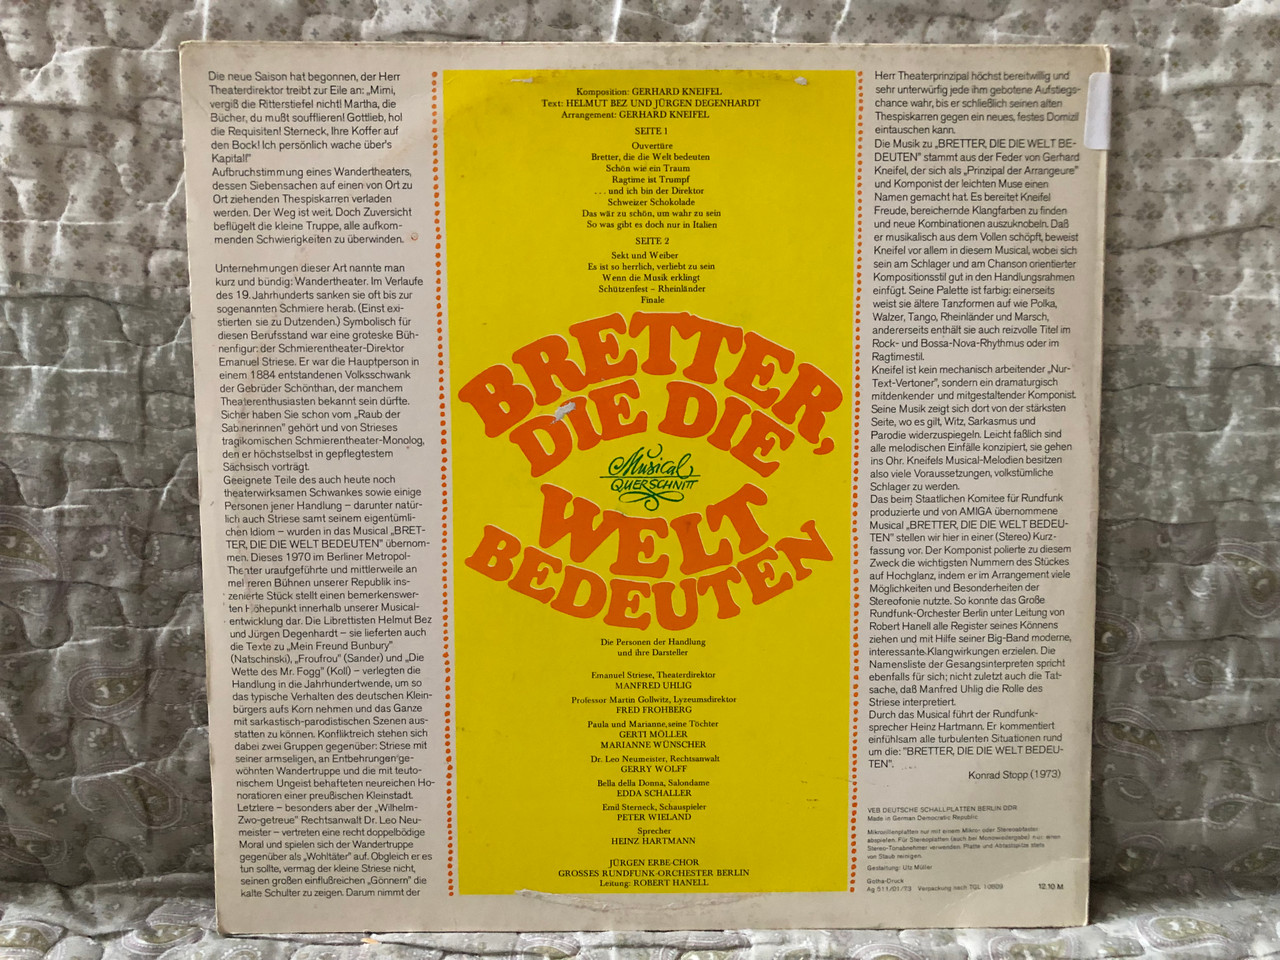 Die neue Saison hat begonnen, der Herr
Theaterdirektor treibt zur Eile an: „Mimi,
vergiß die Ritterstiefel nicht! Martha, die
Bücher, du mußt soufflieren! Gottlieb, hol
die Requisiten! Sterneck, Ihre Koffer auf
den Bock! Ich persönlich wache über's
Kapital!"
Aufbruchstimmung eines Wandertheaters,
dessen Siebensachen auf einen von Ort zu
Ort ziehenden Thespiskarren verladen
werden. Der Weg ist weit. Doch Zuversicht
beflügelt die kleine Truppe, alle aufkom-
menden Schwierigkeiten zu überwinden.
Unternehmungen dieser Art nannte man
kurz und bündig: Wandertheater. Im Verlaufe
des 19. Jahrhunderts sanken sie oft bis zur
sogenannten Schmiere herab. (Einst exi-
stierten sie zu Dutzenden.) Symbolisch für
diesen Berufsstand war eine groteske Büh-
nenfigur: der Schmierentheater-Direktor
Emanuel Striese. Er war die Hauptperson in
einem 1884 entstandenen Volksschwank
der Gebrüder Schönthan, der manchem
Theaterenthusiasten bekannt sein dürfte.
Sicher haben Sie schon vom „Raub der
Sabinerinnen" gehört und von Strieses
tragikomischen Schmierentheater-Monolog,
den er höchstselbst in gepflegtestem
Sächsisch vorträgt.
Geeignete Teile des auch heute noch
theaterwirksamen Schwankes sowie einige
Personen jener Handlung – darunter natür-
lich auch Striese samt seinem eigentümli-
chen Idiom – wurden in das Musical „BRET-
TER, DIE DIE WELT BEDEUTEN" übernom-
men. Dieses 1970 im Berliner Metropol-
Theater uraufgeführte und mittlerweile an
mehreren Bühnen unserer Republik ins-
zenierte Stück stellt einen bemerkenswer-
ten Höhepunkt innerhalb unserer Musical-
entwicklung dar. Die Librettisten Helmut Bez
und Jürgen Degenhardt – sie lieferten auch
die Texte zu „Mein Freund Bunbury"
(Natschinski), „Froufrou" (Sander) und „Die
Wette des Mr. Fogg" (Koll) – verlegten die
Handlung in die Jahrhundertwende, um so
das typische Verhalten des deutschen Klein-
bürgers aufs Korn nehmen und das Ganze
mit sarkastisch-parodistischen Szenen aus-
statten zu können. Konfliktreich stehen sich
dabei zwei Gruppen gegenüber: Striese mit
seiner armseligen, an Entbehrungen ge-
wöhnten Wandertruppe und die mit teuto-
nischem Ungeist behafteten neureichen Ho-
noratioren einer preußischen Kleinstadt.
Letztere – besonders aber der „Wilhelm-
Zwo-getreue" Rechtsanwalt Dr. Leo Neu-
meister – vertreten eine recht doppelbödige
Moral und spielen sich der Wandertruppe
gegenüber als „Wohltäter" auf. Obgleich er es
tun sollte, vermag der kleine Striese nicht,
seinen großen einflußreichen „Gönnern" die
kalte Schulter zu zeigen. Darum nimmt der
Komposition: GERHARD KNEIFEL
Text: HELMUT BEZ UND JÜRGEN DEGENHARDT
Arrangement: GERHARD KNEIFEL
SEITE 1
Ouvertüre
Bretter, die die Welt bedeuten
Schön wie ein Traum
Ragtime ist Trumpf
. . . und ich bin der Direktor
Schweizer Schokolade
Das wär zu schön, um wahr zu sein
So was gibt es doch nur in Italien
SEITE 2
Sekt und Weiber
Es ist so herrlich, verliebt zu sein
Wenn die Musik erklingt
Schützenfest – Rheinländer
Finale
BRETTER,
DIE DIE
Musical
QUERSCHNITT
WELT
BEDEUTEN
Die Personen der Handlung
und ihre Darsteller
Emanuel Striese, Theaterdirektor
MANFRED UHLIG
Professor Martin Gollwitz, Lyzeumsdirektor
FRED FROHBERG
Paula und Marianne, seine Töchter
GERTI MÖLLER
MARIANNE WÜNSCHER
Dr. Leo Neumeister, Rechtsanwalt
GERRY WOLFF
Bella della Donna, Salondame
EDDA SCHALLER
Emil Sterneck, Schauspieler
PETER WIELAND
Sprecher
HEINZ HARTMANN
JÜRGEN ERBE-CHOR
GROSSES RUNDFUNK-ORCHESTER BERLIN
Leitung: ROBERT HANELL
Herr Theaterprinzipal höchst bereitwillig und
sehr unterwürfig jede ihm gebotene Aufstiegs-
chance wahr, bis er schließlich seinen alten
Thespiskarren gegen ein neues, festes Domizil
eintauschen kann.
Die Musik zu „BRETTER, DIE DIE WELT BE-
DEUTEN" stammt aus der Feder von Gerhard
Kneifel, der sich als „Prinzipal der Arrangeure"
und Komponist der leichten Muse einen
Namen gemacht hat. Es bereitet Kneifel
Freude, bereichernde Klangfarben zu finden
und neue Kombinationen auszuknobeln. Daß
er musikalisch aus dem Vollen schöpft, beweist
Kneifel vor allem in diesem Musical, wobei sich
sein am Schlager und am Chanson orientierter
Kompositionsstil gut in den Handlungsrahmen
einfügt. Seine Palette ist farbig: einerseits
weist sie ältere Tanzformen auf wie Polka,
Walzer, Tango, Rheinländer und Marsch,
andererseits enthält sie auch reizvolle Titel im
Rock- und Bossa-Nova-Rhythmus oder im
Ragtimestil.
Kneifel ist kein mechanisch arbeitender „Nur-
Text-Vertoner", sondern ein dramaturgisch
mitdenkender und mitgestaltender Komponist.
Seine Musik zeigt sich dort von der stärksten
Seite, wo es gilt, Witz, Sarkasmus und
Parodie widerzuspiegeln. Leicht faßlich sind
alle melodischen Einfälle konzipiert, sie gehen
ins Ohr. Kneifels Musical-Melodien besitzen
also viele Voraussetzungen, volkstümliche
Schlager zu werden.
Das beim Staatlichen Komitee für Rundfunk
produzierte und von AMIGA übernommene
Musical „BRETTER, DIE DIE WELT BEDEU-
TEN" stellen wir hier in einer (Stereo) Kurz-
fassung vor. Der Komponist polierte zu diesem
Zweck die wichtigsten Nummern des Stückes
auf Hochglanz, indem er im Arrangement viele
Möglichkeiten und Besonderheiten der
Stereofonie nutzte. So konnte das Große
Rundfunk-Orchester Berlin unter Leitung von
Robert Hanell alle Register seines Könnens
ziehen und mit Hilfe seiner Big-Band moderne,
interessante Klangwirkungen erzielen. Die
Namensliste der Gesangsinterpreten spricht
ebenfalls für sich; nicht zuletzt auch die Tat-
sache, daß Manfred Uhlig die Rolle des
Striese interpretiert.
Durch das Musical führt der Rundfunk-
sprecher Heinz Hartmann. Er kommentiert
einfühlsam alle turbulenten Situationen rund
um die: "BRETTER, DIE DIE WELT BEDEU-
TEN".
Konrad Stopp (1973)
VEB DEUTSCHE SCHALLPLATTEN BERLIN DDR
Made in German Democratic Republic
Mikrorillenplatten nur mit einem Mikro- oder Stereoabtaster
abspielen. Für Stereoplatten (auch bei Monowiedergabe) nur einen
Stereo-Tonabnehmer verwenden. Platte und Abtastspitze stets
von Staub reinigen.
Gestaltung: Utz Müller
Gotha-Druck
Ag 511/01/73 Verpackung nach TGL 10609
12,10 M